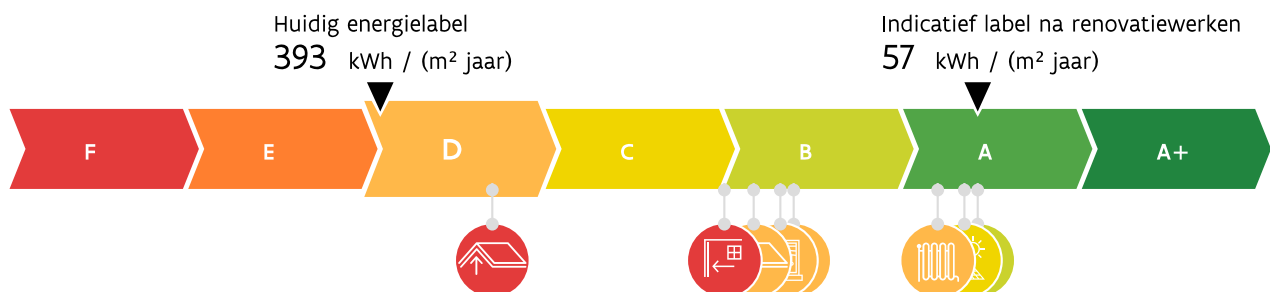 Huidig energielabel
393 kWh / (m² jaar)
Indicatief label na renovatiewerken
57 kWh / (m² jaar)
F E D C B A A+